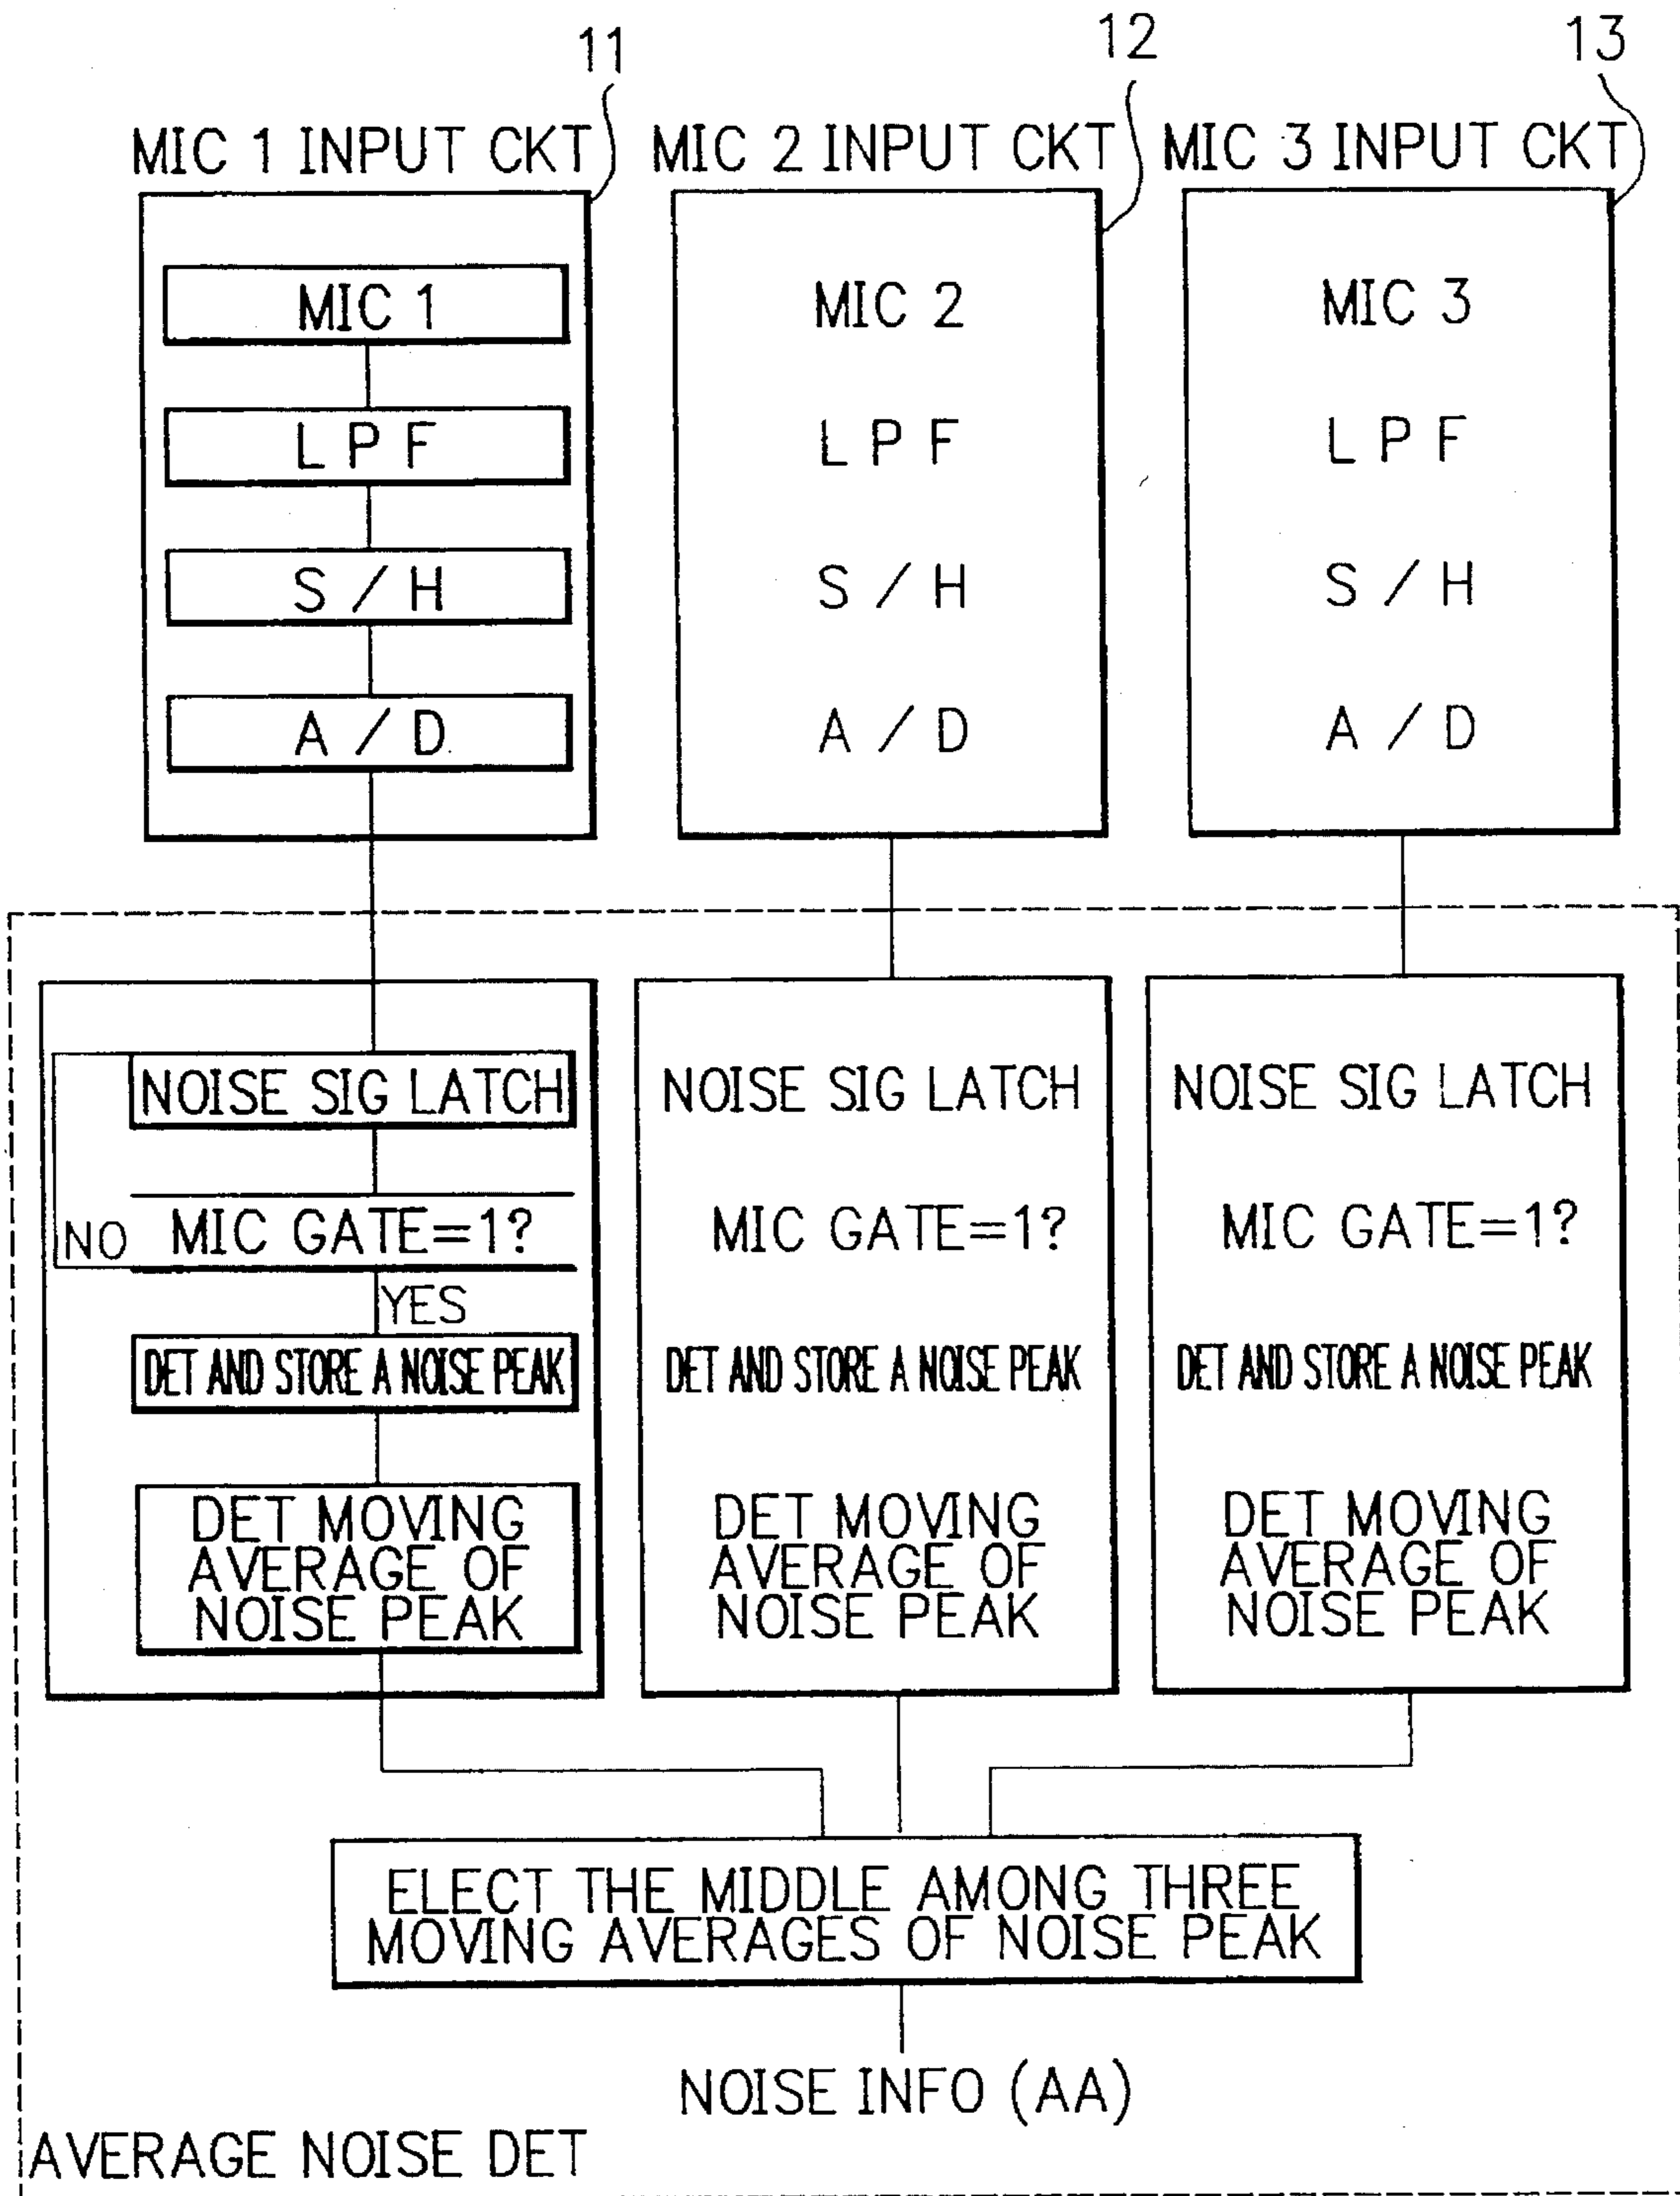 11
12
13
MIC 1 INPUT CKT
MIC 2 INPUT CKT
MIC 3 INPUT CKT
MIC 1
L P F
S / H
A / D
MIC 2
L P F
S / H
A / D
MIC 3
L P F
S / H
A / D
NOISE SIG LATCH
NO
MIC GATE=1?
YES
DET AND STORE A NOISE PEAK
DET MOVING
AVERAGE OF
NOISE PEAK
NOISE SIG LATCH
MIC GATE=1?
DET AND STORE A NOISE PEAK
DET MOVING
AVERAGE OF
NOISE PEAK
NOISE SIG LATCH
MIC GATE=1?
DET AND STORE A NOISE PEAK
DET MOVING
AVERAGE OF
NOISE PEAK
ELECT THE MIDDLE AMONG THREE
MOVING AVERAGES OF NOISE PEAK
NOISE INFO (AA)
AVERAGE NOISE DET